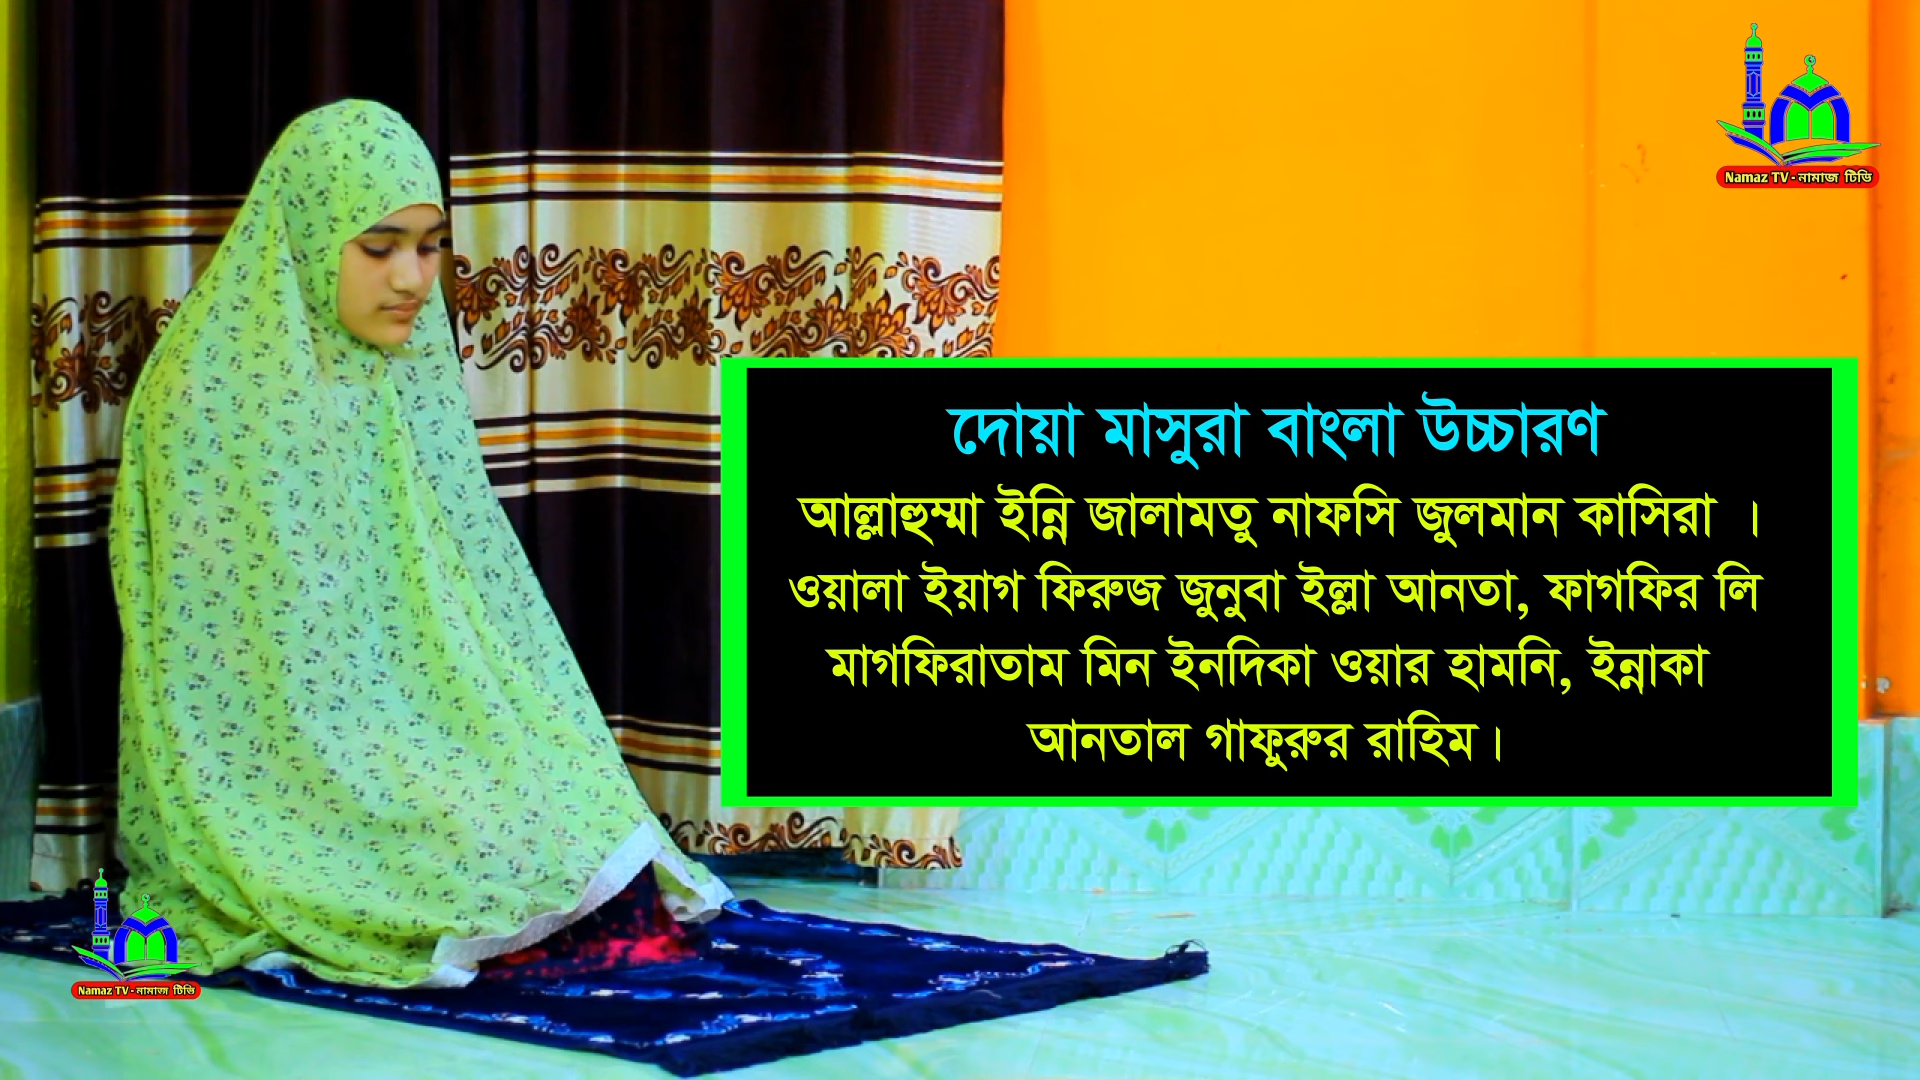 Namaz TV - নামাজ টিভি
দোয়া মাসুরা বাংলা উচ্চারণ
আল্লাহুম্মা ইন্নি জালামতু নাফসি জুলমান কাসিরা ।
ওয়ালা ইয়াগ ফিরুজ জুনুবা ইল্লা আনতা, ফাগফির লি
মাগফিরাতাম মিন ইনদিকা ওয়ার হামনি, ইন্নাকা
আনতাল গাফুরুর রাহিম।
Namaz TV - নামাজ টিভি